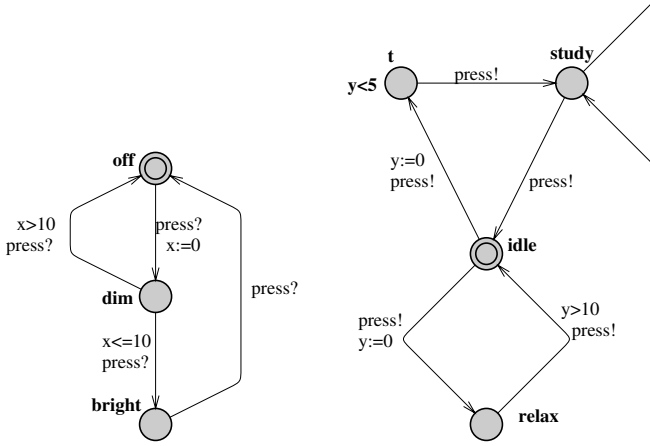 off
x>10
press?
press?
x:=0
dim
x<=10
press?
bright
press?
t
y<5
press!
study
y:=0
press!
press!
idle
press!
y:=0
y>10
press!
relax